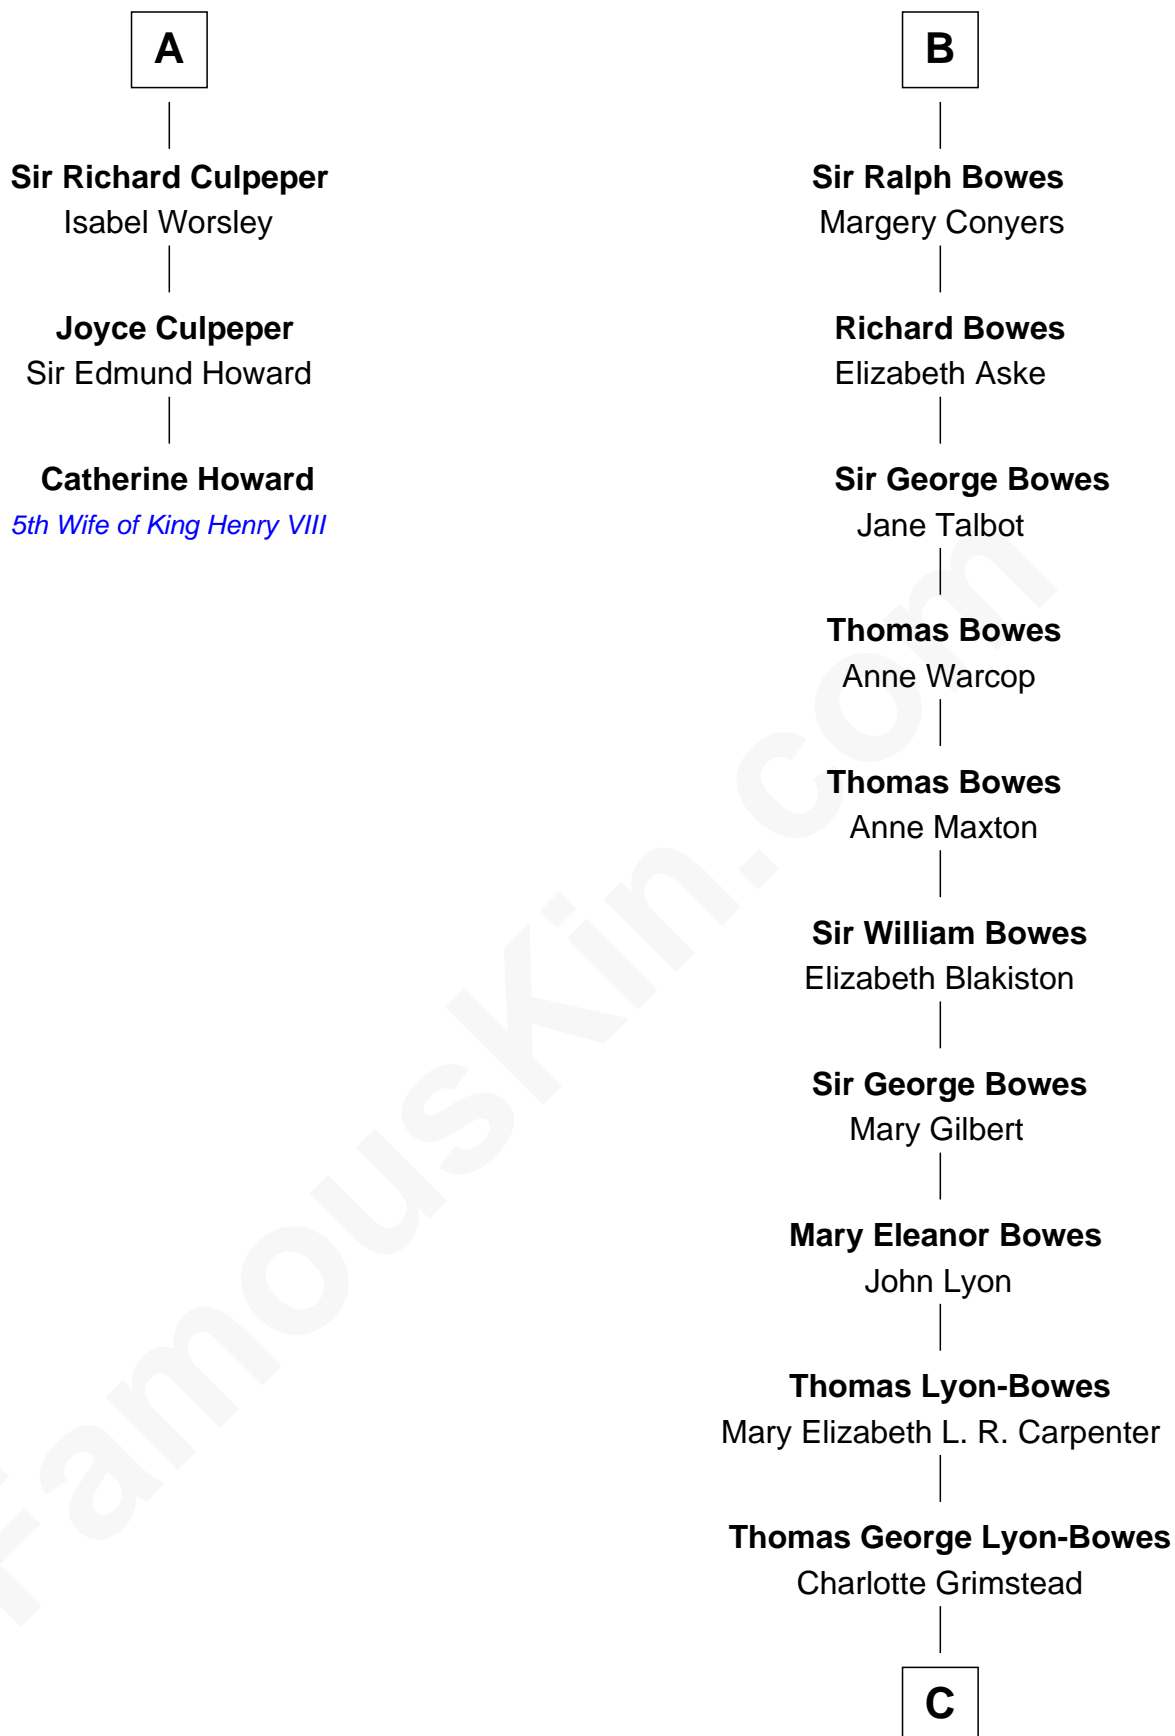 A
Sir Richard Culpeper
Isabel Worsley
Joyce Culpeper
Sir Edmund Howard
Catherine Howard
5th Wife of King Henry VIII
B
Sir Ralph Bowes
Margery Conyers
Richard Bowes
Elizabeth Aske
Sir George Bowes
Jane Talbot
Thomas Bowes
Anne Warcop
Thomas Bowes
Anne Maxton
Sir William Bowes
Elizabeth Blakiston
Sir George Bowes
Mary Gilbert
Mary Eleanor Bowes
John Lyon
Thomas Lyon-Bowes
Mary Elizabeth L. R. Carpenter
Thomas George Lyon-Bowes
Charlotte Grimstead
C
FamousKin.com